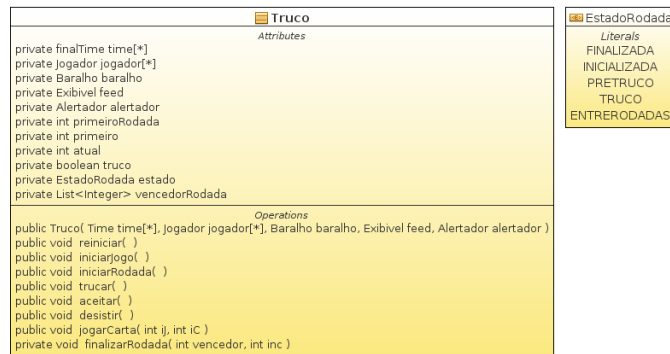 Truco
Attributes
private finalTime time[*]
private Jogador jogador[*]
private Baralho baralho
private Exibivel feed
private Alertador alertador
private int primeiroRodada
private int primeiro
private int atual
private boolean truco
private EstadoRodada estado
private List<Integer> vencedorRodada
Operations
public Truco( Time time[*], Jogador jogador[*], Baralho baralho, Exibivel feed, Alertador alertador )
public void reiniciar( )
public void iniciarJogo( )
public void iniciarRodada( )
public void trucar( )
public void aceitar( )
public void desistir( )
public void jogarCarta( int iJ, int iC )
private void finalizarRodada( int vencedor, int inc )
EstadoRodada
Literals
FINALIZADA
INICIALIZADA
PRETRUCO
TRUCO
ENTRERODADAS